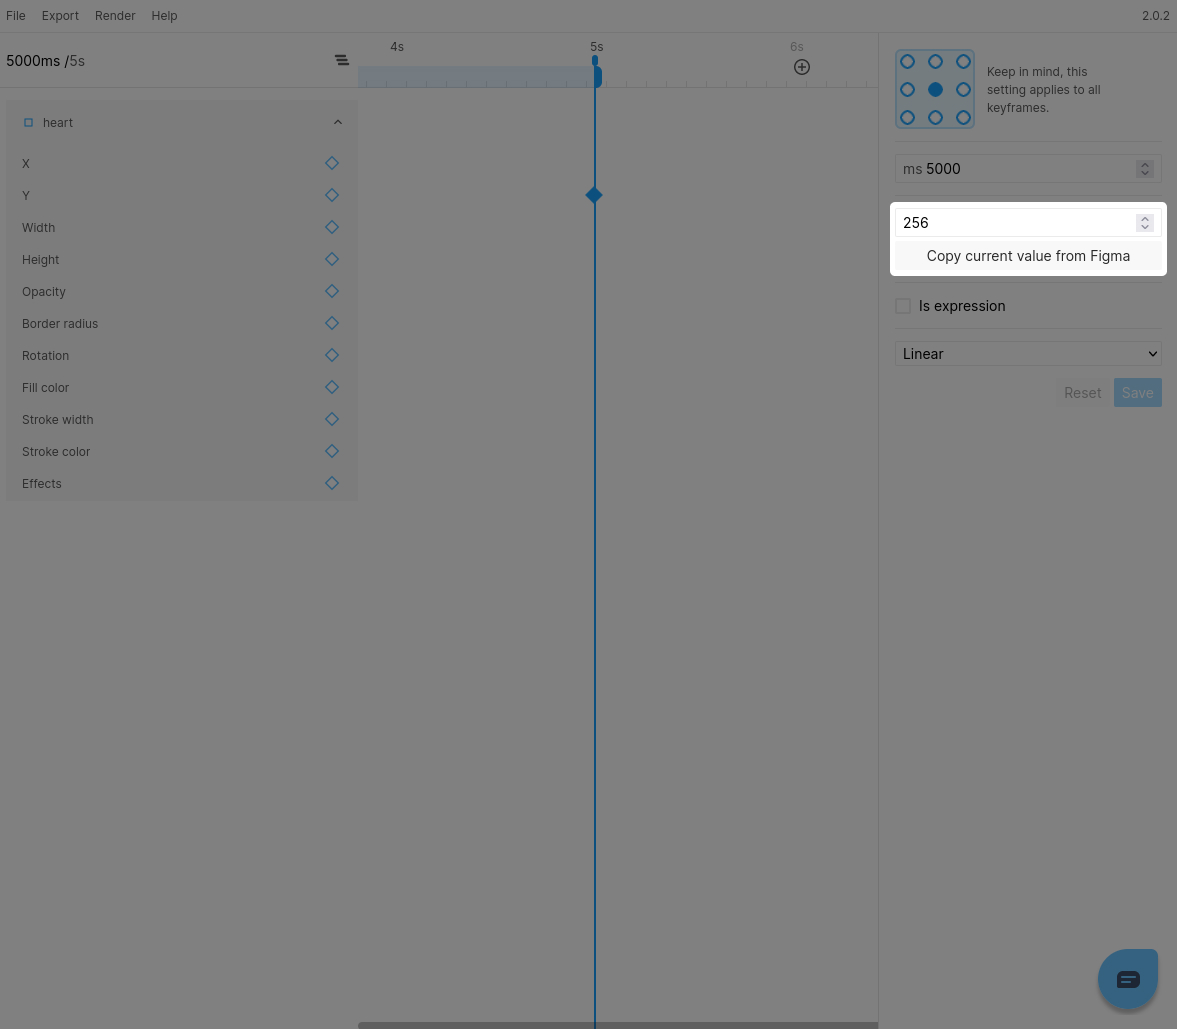 File Export Render Help 2.0.2
5000ms /5s
4s 5s 6s
Keep in mind, this
setting applies to all
keyframes.
heart
X
Y
Width
Height
Opacity
Border radius
Rotation
Fill color
Stroke width
Stroke color
Effects
ms 5000
256
Copy current value from Figma
Is expression
Linear
Reset Save